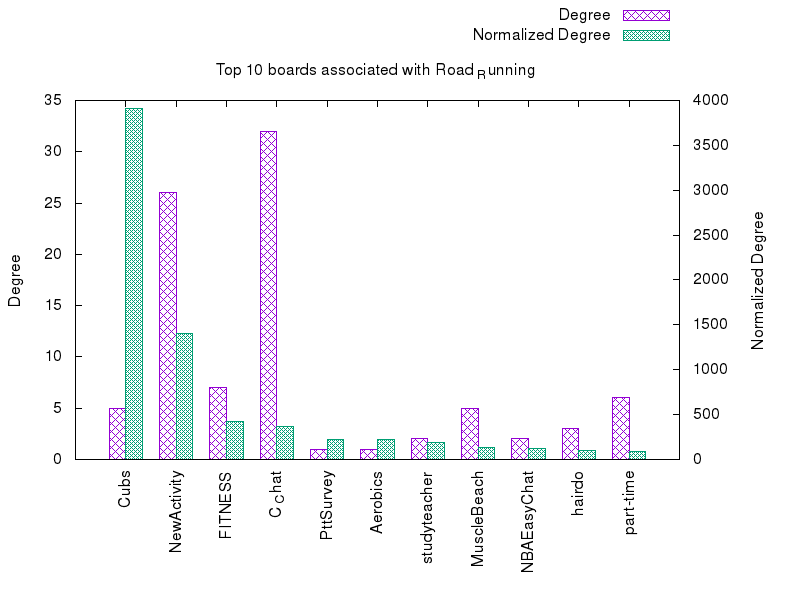 Degree
Normalized Degree
Top 10 boards associated with Road_Running
35
30
25
20
15
10
5
0
4000
3500
3000
2500
2000
1500
1000
500
0
Degree
Normalized Degree
Cubs
NewActivity
FITNESS
C_Chat
PttSurvey
Aerobics
studyteacher
MuscleBeach
NBAEasyChat
hairdo
part-time